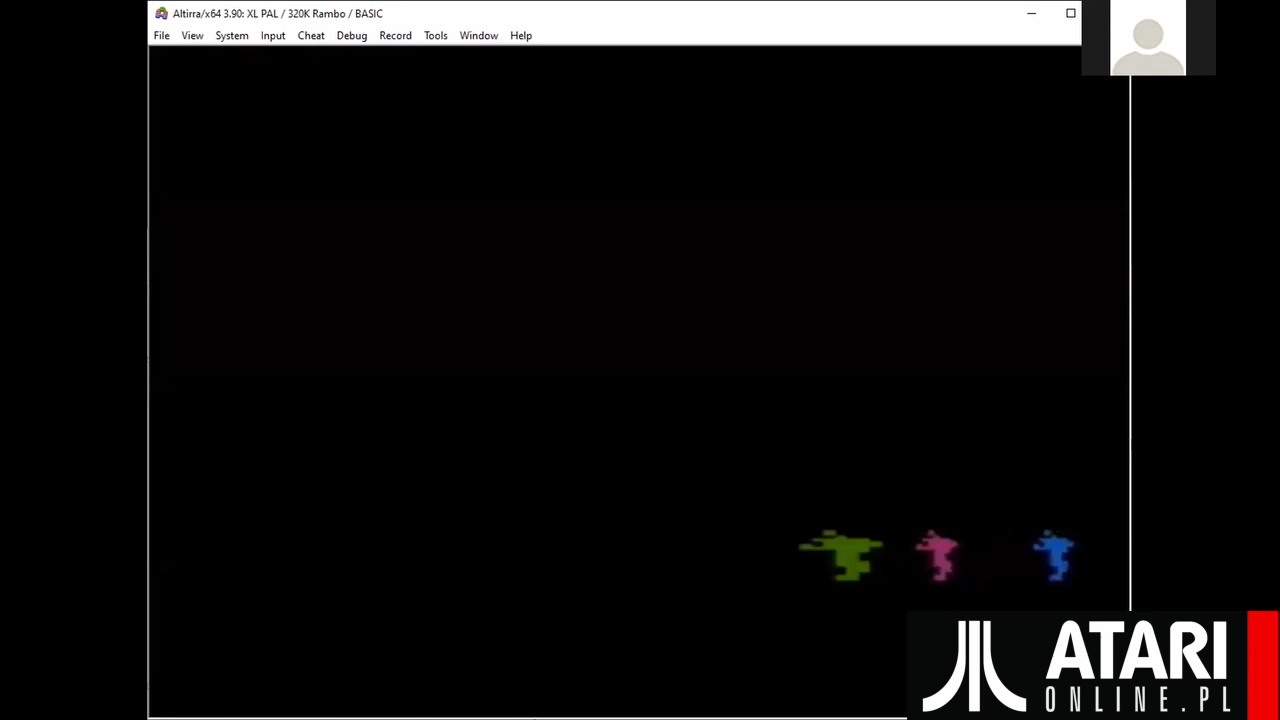 Altirra/x64 3.90: XL PAL / 320K Rambo / BASIC
File View System Input Cheat Debug Record Tools Window Help
ATARI
ONLINE.PL